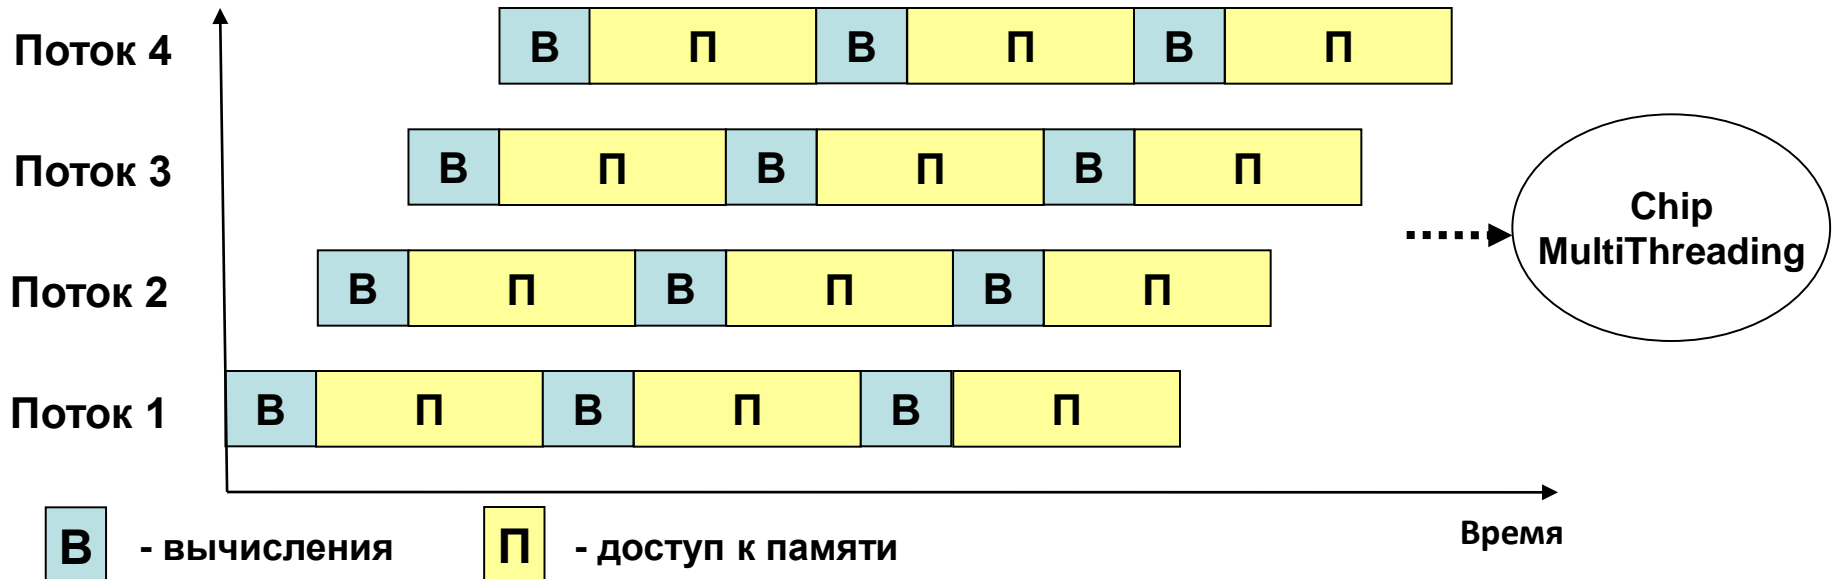 Поток 4 В П В П В П
Поток 3 В П В П В П
Chip
MultiThreading
Поток 2 В П В П В П
Поток 1 В П В П В П
Время
В - вычисления П - доступ к памяти